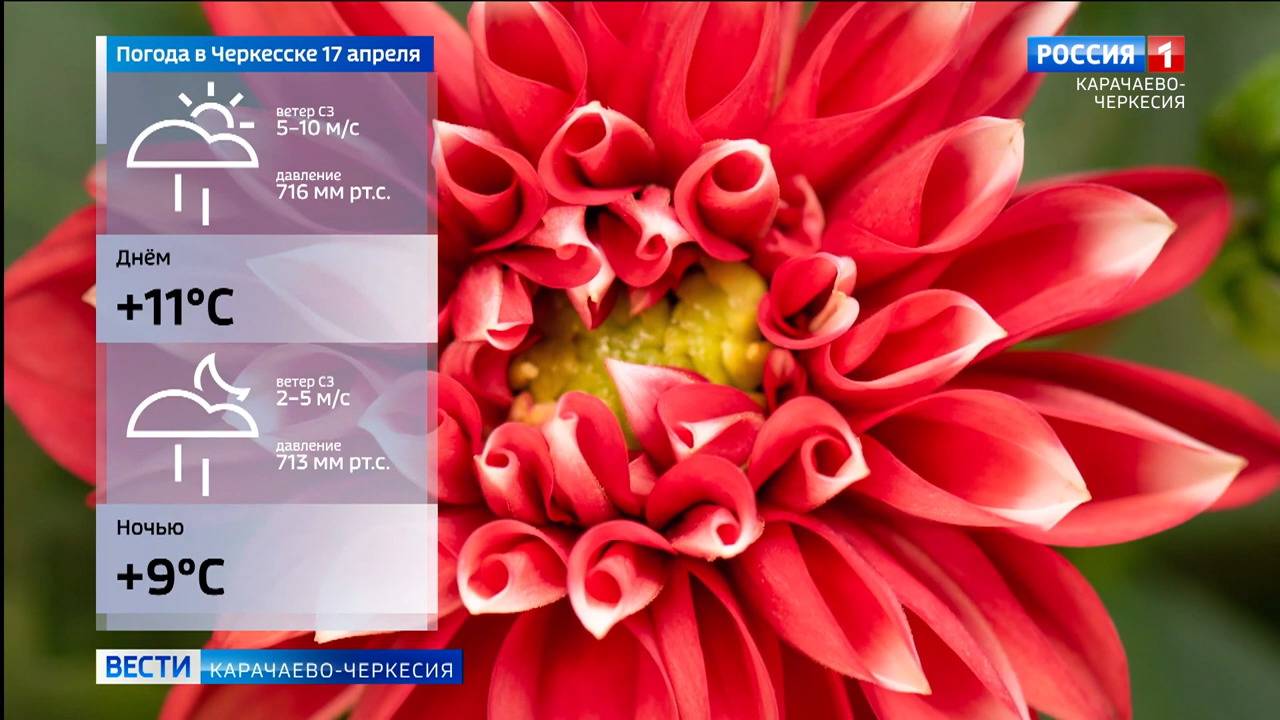 Погода в Черкесске 17 апреля
ветер СЗ
5–10 м/с
давление
716 мм рт.с.
Днём
+11°C
ветер СЗ
2–5 м/с
давление
713 мм рт.с.
Ночью
+9°C
ВЕСТИ КАРАЧАЕВО-ЧЕРКЕСИЯ
РОССИЯ 1
КАРАЧАЕВО-
ЧЕРКЕСИЯ